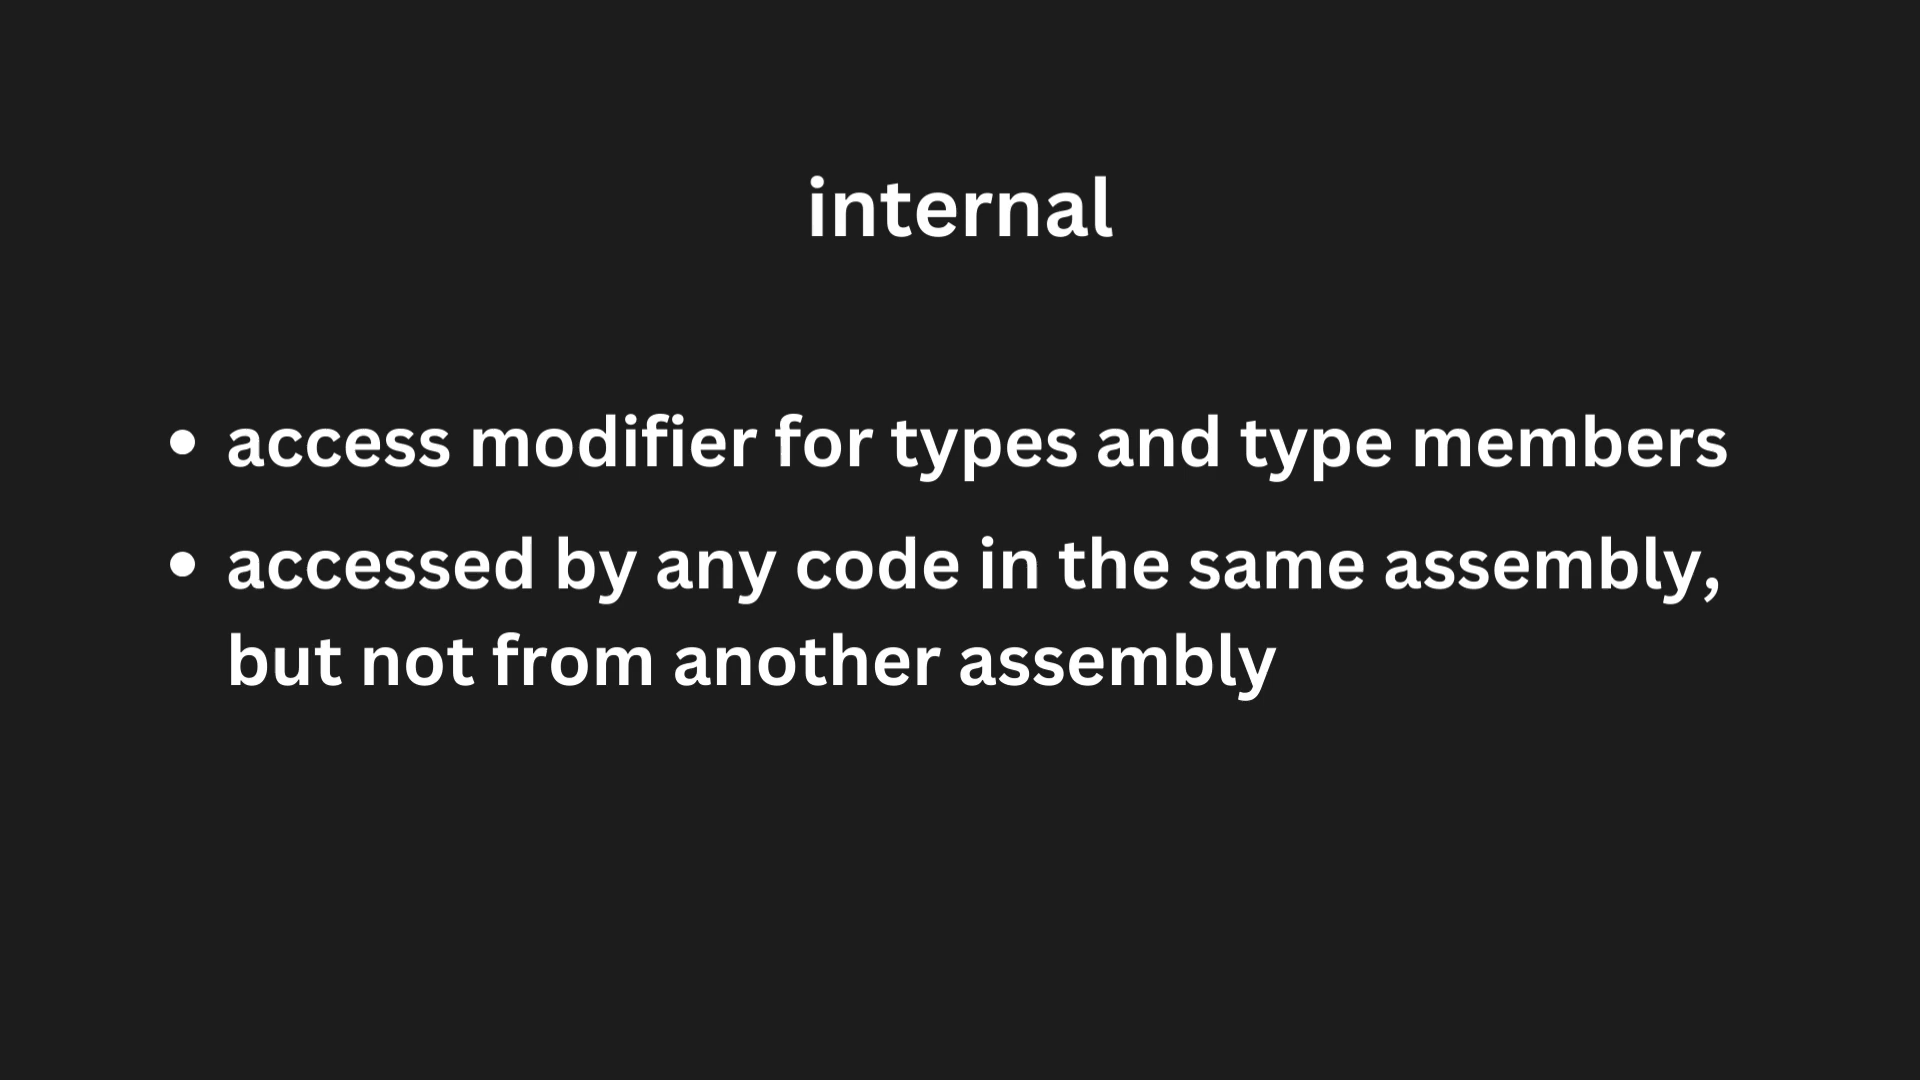 internal
• access modifier for types and type members
• accessed by any code in the same assembly,
but not from another assembly